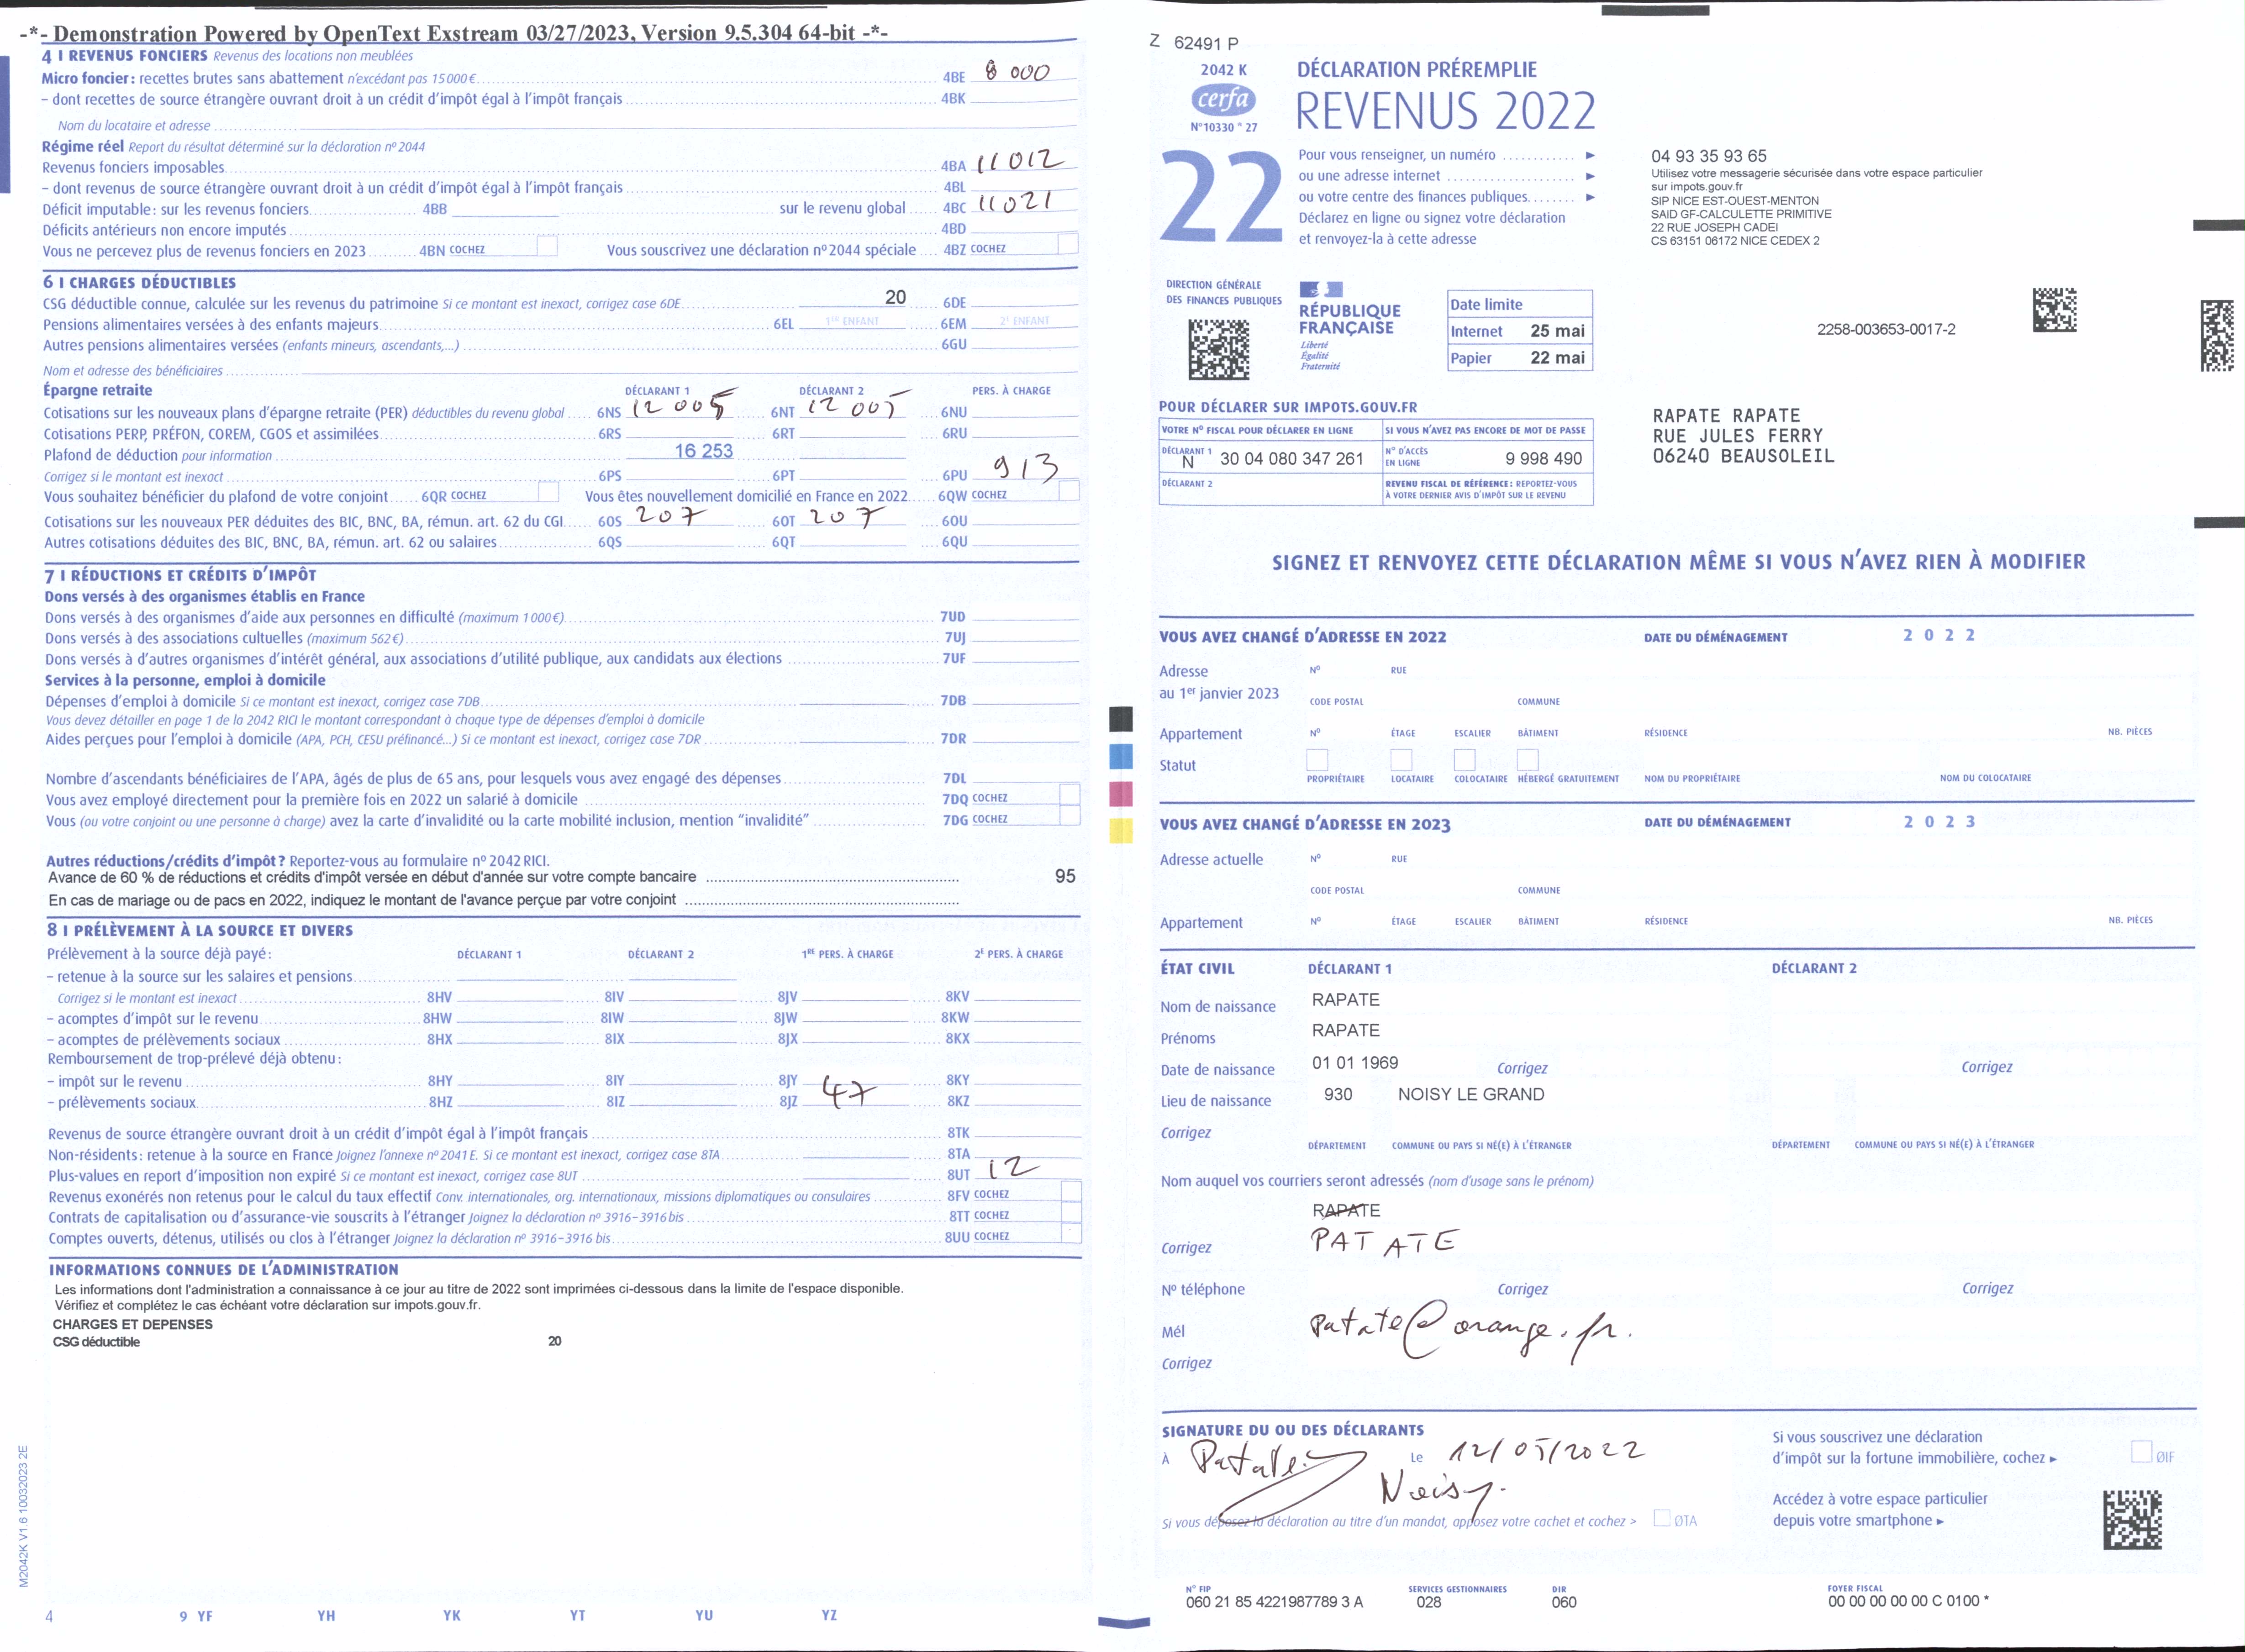 -*- Demonstration Powered by OpenText Exstream 03/27/2023, Version 9.5.304 64-bit -*-
4 I REVENUS FONCIERS Revenus des locations non meublées
Micro foncier : recettes brutes sans abattement n'excédant pas 15 000 € 4BE 8 000
– dont recettes de source étrangère ouvrant droit à un crédit d'impôt égal à l'impôt français 4BK
Nom du locataire et adresse
Régime réel Report du résultat déterminé sur la déclaration nº 2044
Revenus fonciers imposables 4BA 11 012
– dont revenus de source étrangère ouvrant droit à un crédit d'impôt égal à l'impôt français 4BL
Déficit imputable : sur les revenus fonciers 4BB sur le revenu global 4BC 11 021
Déficits antérieurs non encore imputés 4BD
Vous ne percevez plus de revenus fonciers en 2023 4BN COCHEZ Vous souscrivez une déclaration nº 2044 spéciale 4BZ COCHEZ
6 I CHARGES DÉDUCTIBLES
CSG déductible connue, calculée sur les revenus du patrimoine Si ce montant est inexact, corrigez case 6DE 20 6DE
Pensions alimentaires versées à des enfants majeurs 6EL 1ER ENFANT 6EM 2E ENFANT
Autres pensions alimentaires versées (enfants mineurs, ascendants,...) 6GU
Nom et adresse des bénéficiaires
Épargne retraite DÉCLARANT 1 DÉCLARANT 2 PERS. À CHARGE
Cotisations sur les nouveaux plans d'épargne retraite (PER) déductibles du revenu global 6NS 12 005 6NT 12 005 6NU
Cotisations PERP, PRÉFON, COREM, CGOS et assimilées 6RS 6RT 6RU
Plafond de déduction pour information 16 253
Corrigez si le montant est inexact 6PS 6PT 6PU 913
Vous souhaitez bénéficier du plafond de votre conjoint 6QR COCHEZ Vous êtes nouvellement domicilié en France en 2022 6QW COCHEZ
Cotisations sur les nouveaux PER déduites des BIC, BNC, BA, rémun. art. 62 du CGI 6OS 207 6OT 207 6OU
Autres cotisations déduites des BIC, BNC, BA, rémun. art. 62 ou salaires 6QS 6QT 6QU
7 I RÉDUCTIONS ET CRÉDITS D'IMPÔT
Dons versés à des organismes établis en France
Dons versés à des organismes d'aide aux personnes en difficulté (maximum 1 000 €) 7UD
Dons versés à des associations cultuelles (maximum 562 €) 7UJ
Dons versés à d'autres organismes d'intérêt général, aux associations d'utilité publique, aux candidats aux élections 7UF
Services à la personne, emploi à domicile
Dépenses d'emploi à domicile Si ce montant est inexact, corrigez case 7DB 7DB
Vous devez détailler en page 1 de la 2042 RICI le montant correspondant à chaque type de dépenses d'emploi à domicile
Aides perçues pour l'emploi à domicile (APA, PCH, CESU préfinancé...) Si ce montant est inexact, corrigez case 7DR 7DR
Nombre d'ascendants bénéficiaires de l'APA, âgés de plus de 65 ans, pour lesquels vous avez engagé des dépenses 7DL
Vous avez employé directement pour la première fois en 2022 un salarié à domicile 7DQ COCHEZ
Vous (ou votre conjoint ou une personne à charge) avez la carte d'invalidité ou la carte mobilité inclusion, mention "invalidité" 7DG COCHEZ
Autres réductions/crédits d'impôt ? Reportez-vous au formulaire nº 2042 RICI.
Avance de 60 % de réductions et crédits d'impôt versée en début d'année sur votre compte bancaire 95
En cas de mariage ou de pacs en 2022, indiquez le montant de l'avance perçue par votre conjoint
8 I PRÉLÈVEMENT À LA SOURCE ET DIVERS
Prélèvement à la source déjà payé : DÉCLARANT 1 DÉCLARANT 2 1RE PERS. À CHARGE 2E PERS. À CHARGE
– retenue à la source sur les salaires et pensions
Corrigez si le montant est inexact 8HV 8IV 8JV 8KV
– acomptes d'impôt sur le revenu 8HW 8IW 8JW 8KW
– acomptes de prélèvements sociaux 8HX 8IX 8JX 8KX
Remboursement de trop-prélevé déjà obtenu :
– impôt sur le revenu 8HY 8IY 8JY 8KY
– prélèvements sociaux 8HZ 8IZ 8JZ 47 8KZ
Revenus de source étrangère ouvrant droit à un crédit d'impôt égal à l'impôt français 8TK
Non-résidents : retenue à la source en France Joignez l'annexe nº 2041 E. Si ce montant est inexact, corrigez case 8TA 8TA
Plus-values en report d'imposition non expiré Si ce montant est inexact, corrigez case 8UT 8UT 12
Revenus exonérés non retenus pour le calcul du taux effectif Conv. internationales, org. internationaux, missions diplomatiques ou consulaires 8FV COCHEZ
Contrats de capitalisation ou d'assurance-vie souscrits à l'étranger Joignez la déclaration nº 3916-3916 bis 8TT COCHEZ
Comptes ouverts, détenus, utilisés ou clos à l'étranger Joignez la déclaration nº 3916-3916 bis 8UU COCHEZ
INFORMATIONS CONNUES DE L'ADMINISTRATION
Les informations dont l'administration a connaissance à ce jour au titre de 2022 sont imprimées ci-dessous dans la limite de l'espace disponible.
Vérifiez et complétez le cas échéant votre déclaration sur impots.gouv.fr.
CHARGES ET DEPENSES
CSG déductible 20
M2042K V1 6 10032023 2E
4 9 YF YH YK YT YU YZ
Z 62491 P
2042 K
cerfa
N° 10330 * 27
DÉCLARATION PRÉREMPLIE
REVENUS 2022
22
Pour vous renseigner, un numéro 04 93 35 93 65
ou une adresse internet Utilisez votre messagerie sécurisée dans votre espace particulier
sur impots.gouv.fr
ou votre centre des finances publiques SIP NICE EST-OUEST-MENTON
SAID GF-CALCULETTE PRIMITIVE
Déclarez en ligne ou signez votre déclaration 22 RUE JOSEPH CADEI
et renvoyez-la à cette adresse CS 63151 06172 NICE CEDEX 2
DIRECTION GÉNÉRALE
DES FINANCES PUBLIQUES
RÉPUBLIQUE
FRANÇAISE
Liberté
Égalité
Fraternité
Date limite
Internet 25 mai
Papier 22 mai
2258-003653-0017-2
POUR DÉCLARER SUR IMPOTS.GOUV.FR
VOTRE Nº FISCAL POUR DÉCLARER EN LIGNE SI VOUS N'AVEZ PAS ENCORE DE MOT DE PASSE
DÉCLARANT 1 N 30 04 080 347 261 Nº D'ACCÈS EN LIGNE 9 998 490
DÉCLARANT 2 REVENU FISCAL DE RÉFÉRENCE : REPORTEZ-VOUS
À VOTRE DERNIER AVIS D'IMPÔT SUR LE REVENU
RAPATE RAPATE
RUE JULES FERRY
06240 BEAUSOLEIL
SIGNEZ ET RENVOYEZ CETTE DÉCLARATION MÊME SI VOUS N'AVEZ RIEN À MODIFIER
VOUS AVEZ CHANGÉ D'ADRESSE EN 2022 DATE DU DÉMÉNAGEMENT 2 0 2 2
Adresse Nº RUE
au 1er janvier 2023 CODE POSTAL COMMUNE
Appartement Nº ÉTAGE ESCALIER BÂTIMENT RÉSIDENCE NB. PIÈCES
Statut
PROPRIÉTAIRE LOCATAIRE COLOCATAIRE HÉBERGÉ GRATUITEMENT NOM DU PROPRIÉTAIRE NOM DU COLOCATAIRE
VOUS AVEZ CHANGÉ D'ADRESSE EN 2023 DATE DU DÉMÉNAGEMENT 2 0 2 3
Adresse actuelle Nº RUE
CODE POSTAL COMMUNE
Appartement Nº ÉTAGE ESCALIER BÂTIMENT RÉSIDENCE NB. PIÈCES
ÉTAT CIVIL DÉCLARANT 1 DÉCLARANT 2
Nom de naissance RAPATE
Prénoms RAPATE
Date de naissance 01 01 1969 Corrigez Corrigez
Lieu de naissance 930 NOISY LE GRAND
Corrigez
DÉPARTEMENT COMMUNE OU PAYS SI NÉ(E) À L'ÉTRANGER DÉPARTEMENT COMMUNE OU PAYS SI NÉ(E) À L'ÉTRANGER
Nom auquel vos courriers seront adressés (nom d'usage sans le prénom)
RAPATE
Corrigez PATATE
Nº téléphone Corrigez Corrigez
Mél patate@orange.fr.
Corrigez
SIGNATURE DU OU DES DÉCLARANTS
À Patate Le 12/05/2022
Noisy.
Si vous déposez la déclaration au titre d'un mandat, apposez votre cachet et cochez > ØTA
Si vous souscrivez une déclaration
d'impôt sur la fortune immobilière, cochez ØIF
Accédez à votre espace particulier
depuis votre smartphone
Nº FIP SERVICES GESTIONNAIRES DIR FOYER FISCAL
060 21 85 4221987789 3 A 028 060 00 00 00 00 00 C 0100 *